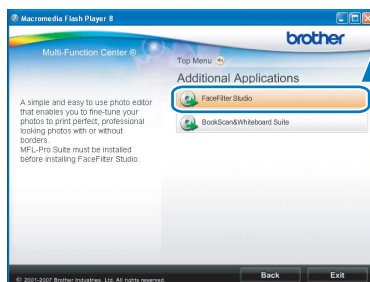 Macromedia Flash Player 8
brother
Multi-Function Center ®
Top Menu
Additional Applications
FaceFilter Studio
BookScan&Whiteboard Suite
A simple and easy to use photo editor
that enables you to fine-tune your
photos to print perfect, professional
looking photos with or without
borders.
MFL-Pro Suite must be installed
before installing FaceFilter Studio.
© 2001-2007 Brother Industries, Ltd. All rights reserved.
Back
Exit